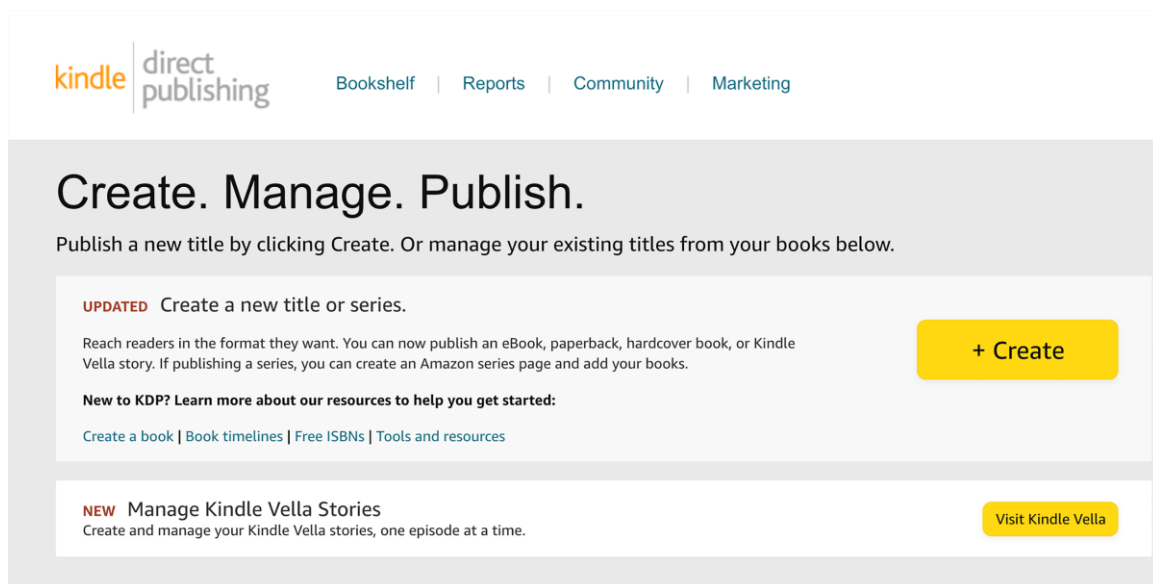 kindle direct publishing
Bookshelf | Reports | Community | Marketing
Create. Manage. Publish.
Publish a new title by clicking Create. Or manage your existing titles from your books below.
UPDATED Create a new title or series.
Reach readers in the format they want. You can now publish an eBook, paperback, hardcover book, or Kindle
Vella story. If publishing a series, you can create an Amazon series page and add your books.
+ Create
New to KDP? Learn more about our resources to help you get started:
Create a book | Book timelines | Free ISBNs | Tools and resources
NEW Manage Kindle Vella Stories
Create and manage your Kindle Vella stories, one episode at a time.
Visit Kindle Vella